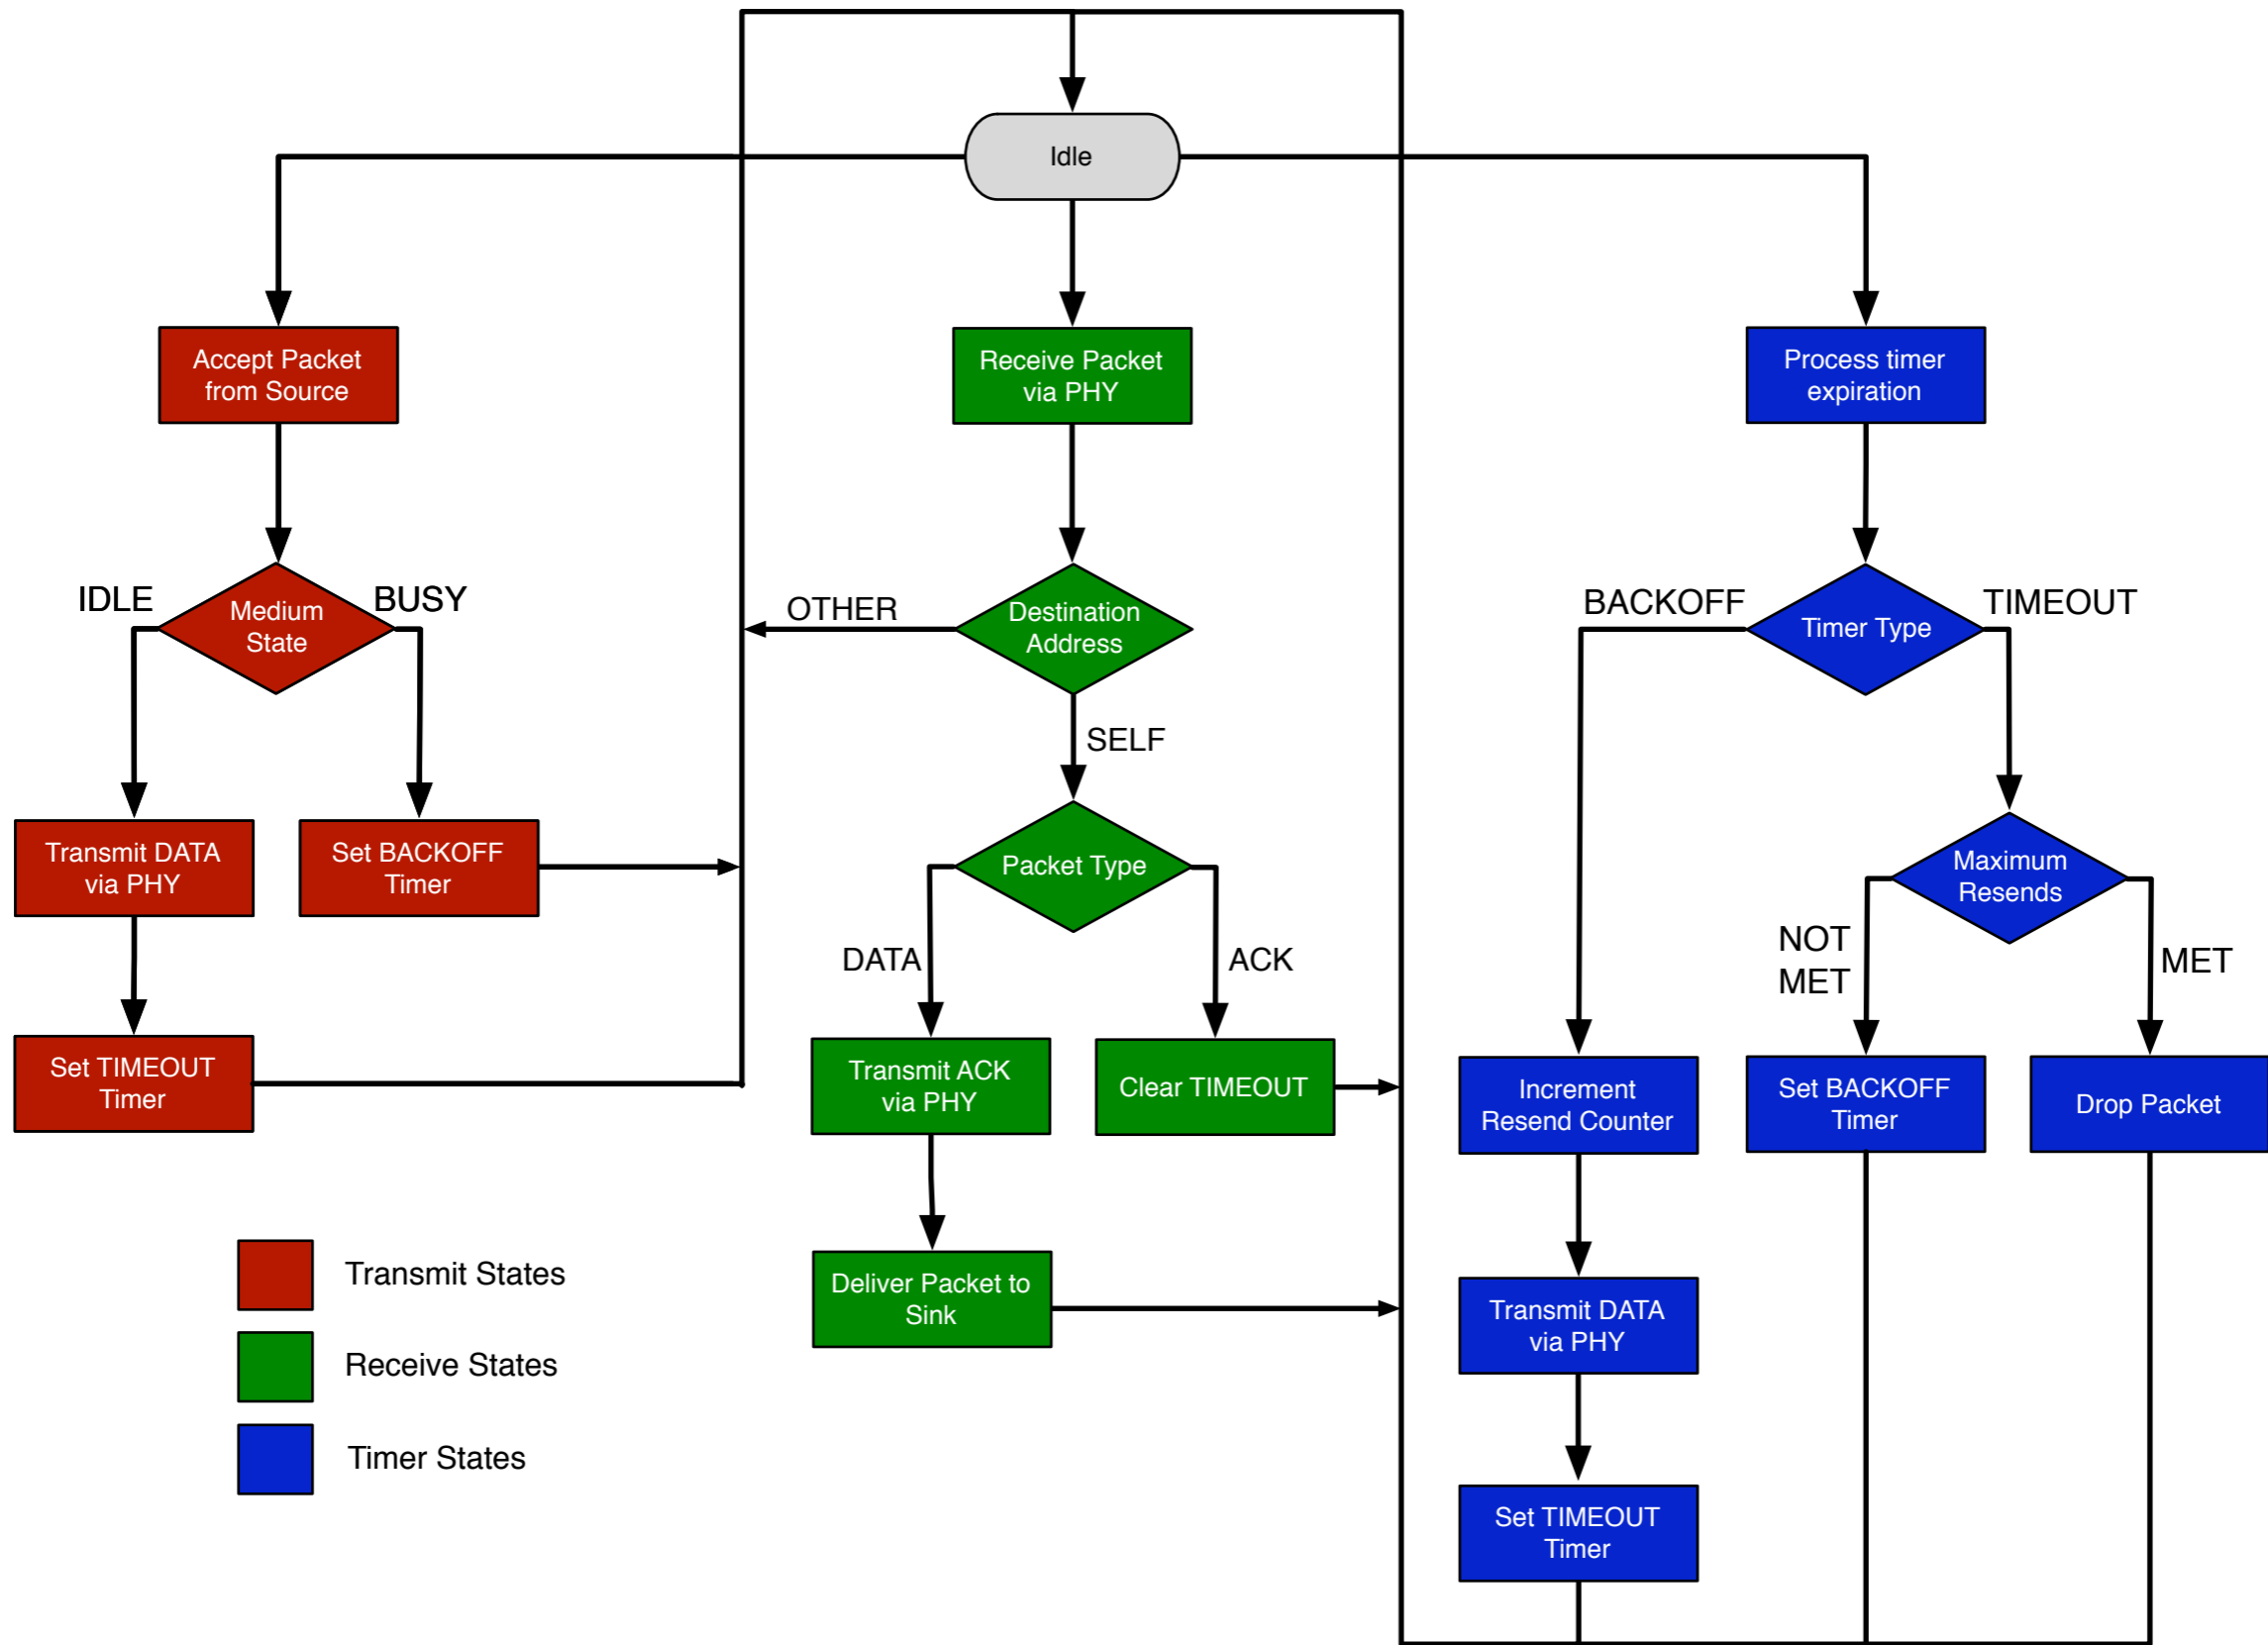 Idle
Accept Packet
from Source
Receive Packet
via PHY
Process timer
expiration
IDLE
BUSY
Medium
State
OTHER
Destination
Address
BACKOFF
TIMEOUT
Timer Type
SELF
Transmit DATA
via PHY
Set BACKOFF
Timer
Packet Type
Maximum
Resends
DATA
ACK
NOT
MET
MET
Set TIMEOUT
Timer
Transmit ACK
via PHY
Clear TIMEOUT
Increment
Resend Counter
Set BACKOFF
Timer
Drop Packet
Transmit States
Deliver Packet to
Sink
Transmit DATA
via PHY
Receive States
Timer States
Set TIMEOUT
Timer